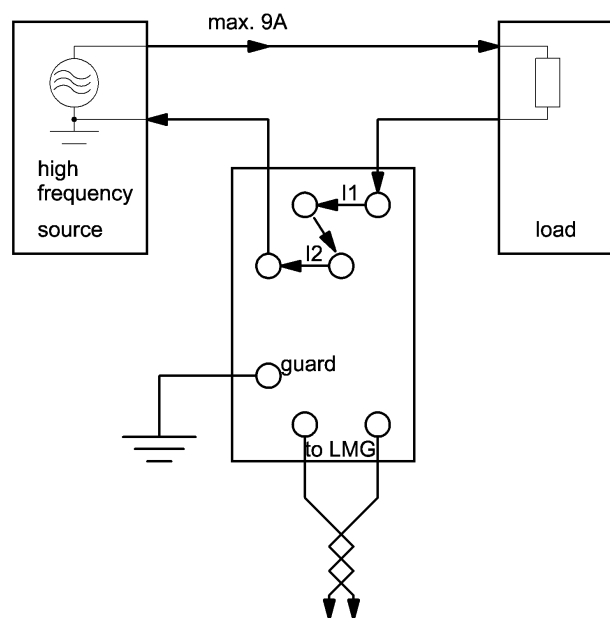 max. 9A
high
frequency
source
load
I1
I2
guard
to LMG